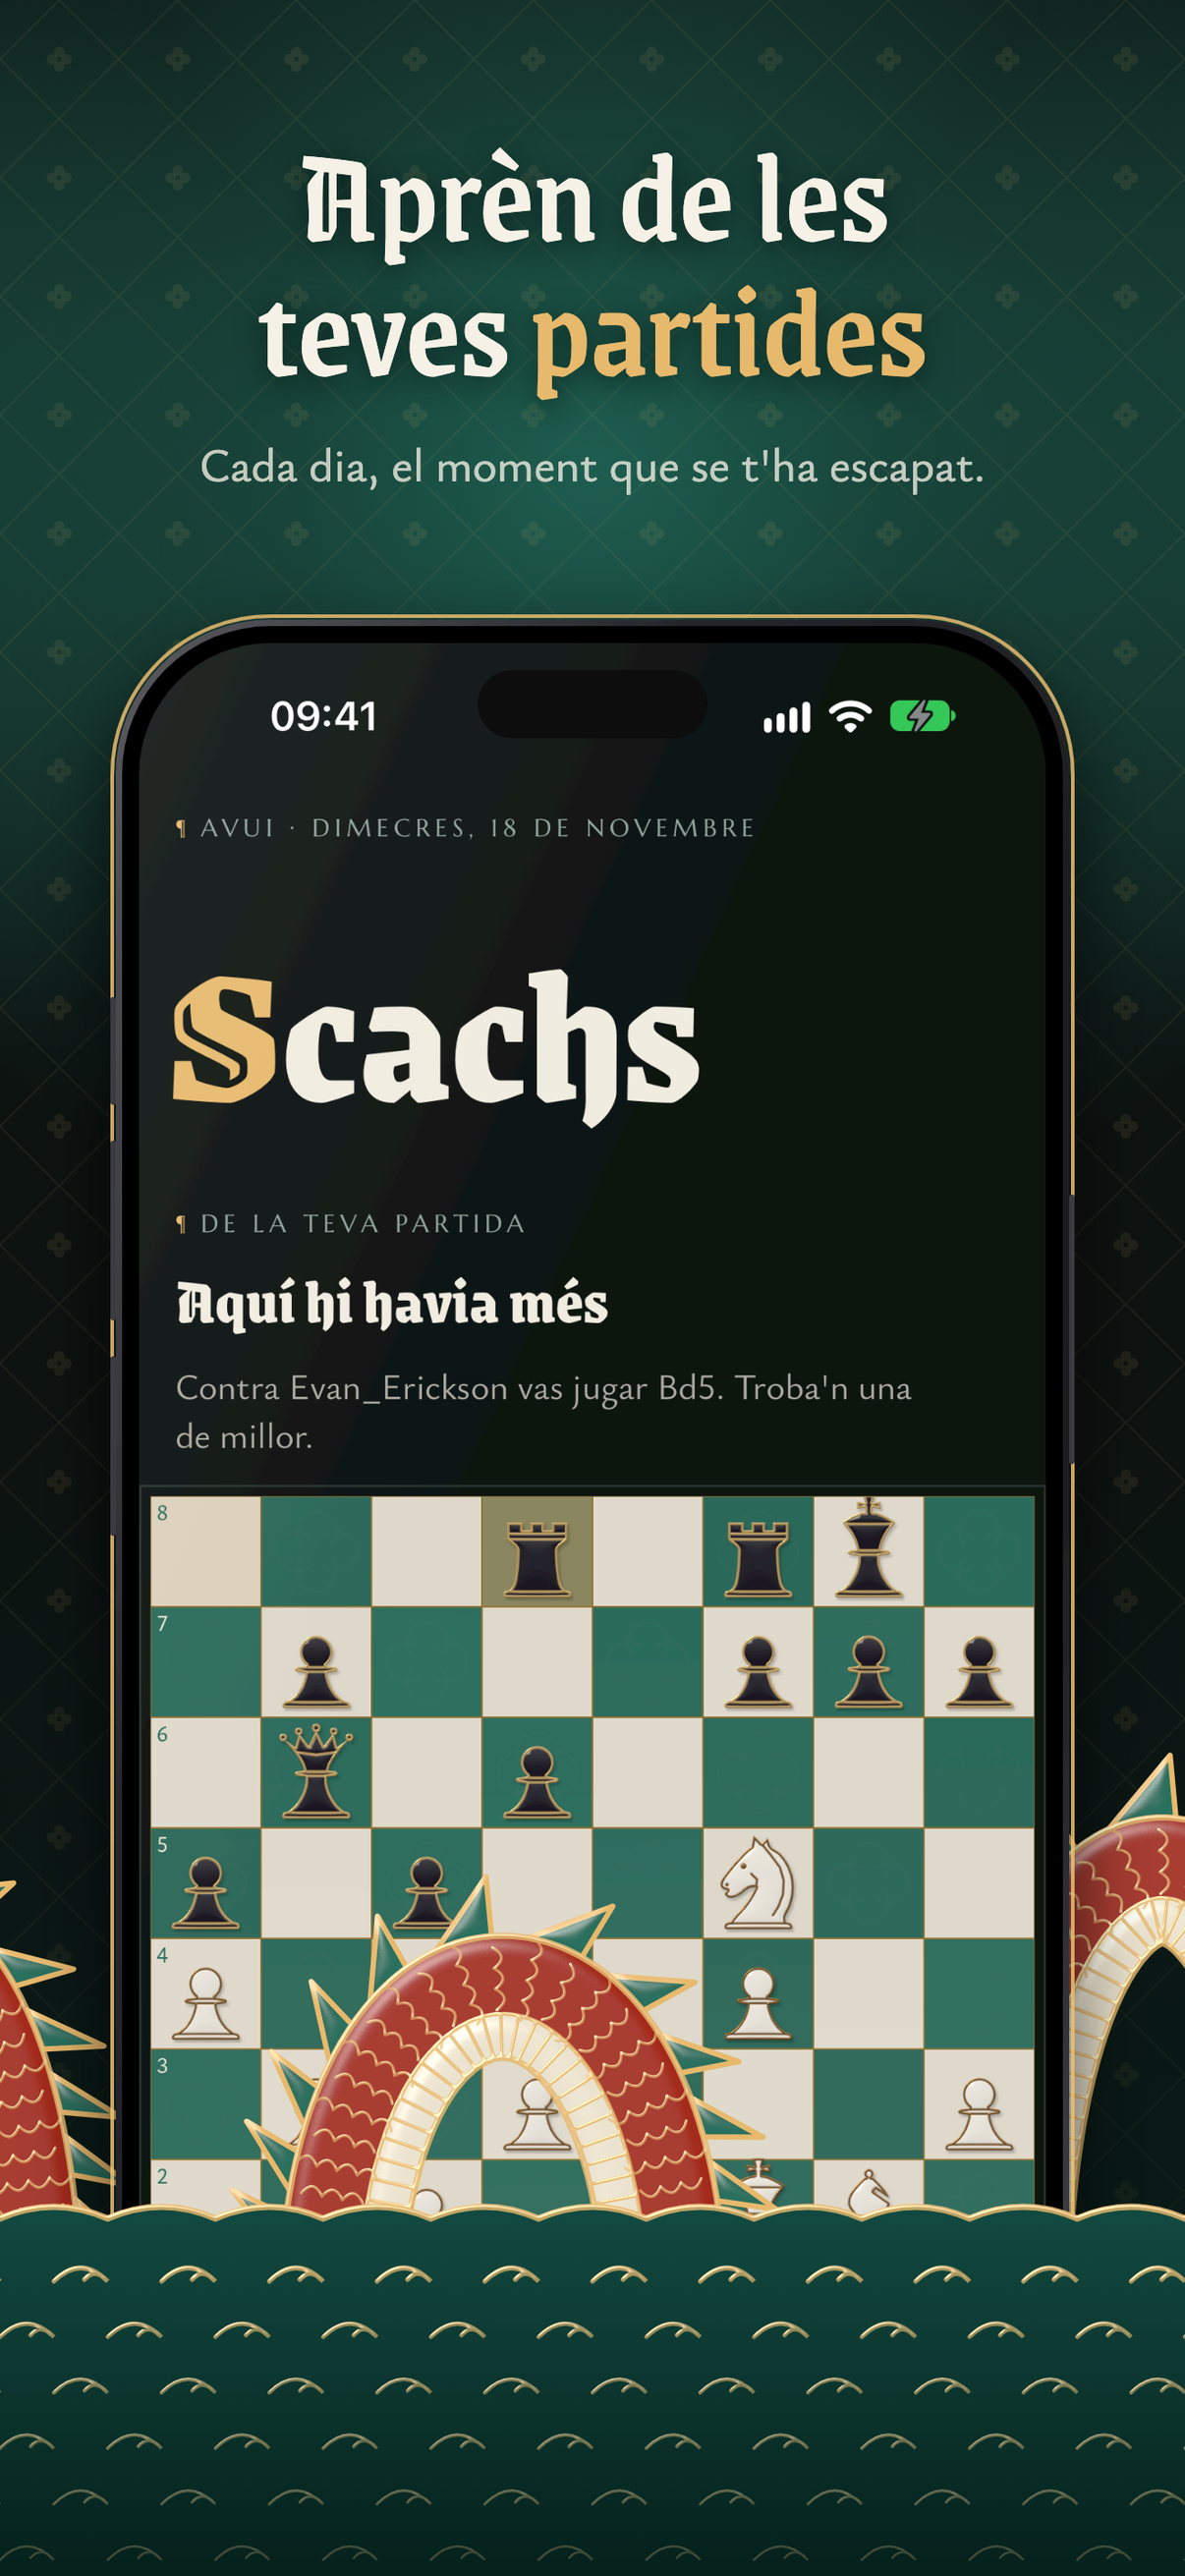 Aprèn de les
teves partides
Cada dia, el moment que se t'ha escapat.
09:41
¶ AVUI · DIMECRES, 18 DE NOVEMBRE
Scachs
¶ DE LA TEVA PARTIDA
Aquí hi havia més
Contra Evan_Erickson vas jugar Bd5. Troba'n una
de millor.
8
7
6
5
4
3
2